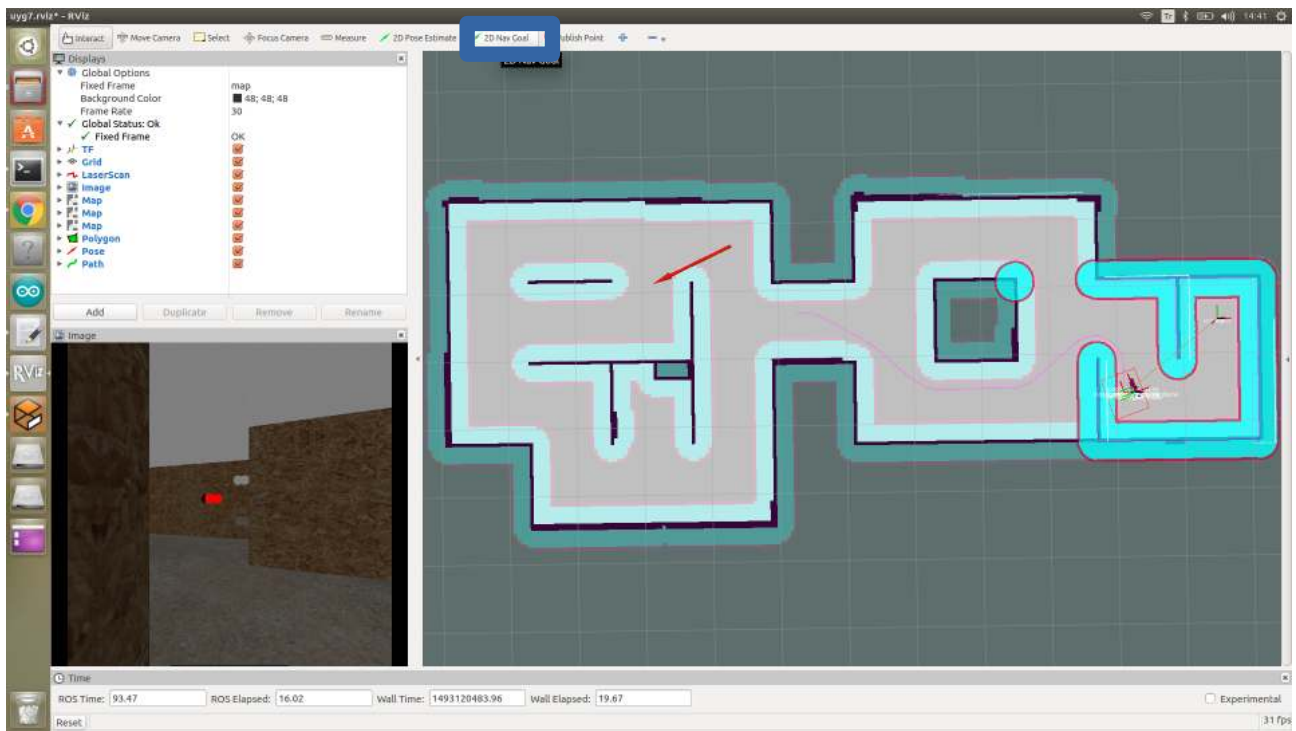 uyg7.rviz* - RViz
Tr
14:41
Interact Move Camera Select Focus Camera Measure 2D Pose Estimate 2D Nav Goal Publish Point
Displays
Global Options
Fixed Frame map
Background Color 48; 48; 48
Frame Rate 30
Global Status: Ok
Fixed Frame OK
TF
Grid
LaserScan
Image
Map
Map
Map
Polygon
Pose
Path
Add Duplicate Remove Rename
Image
RViz
Time
ROS Time: 93.47 ROS Elapsed: 16.02 Wall Time: 1493120483.96 Wall Elapsed: 19.67 Experimental
Reset 31 fps